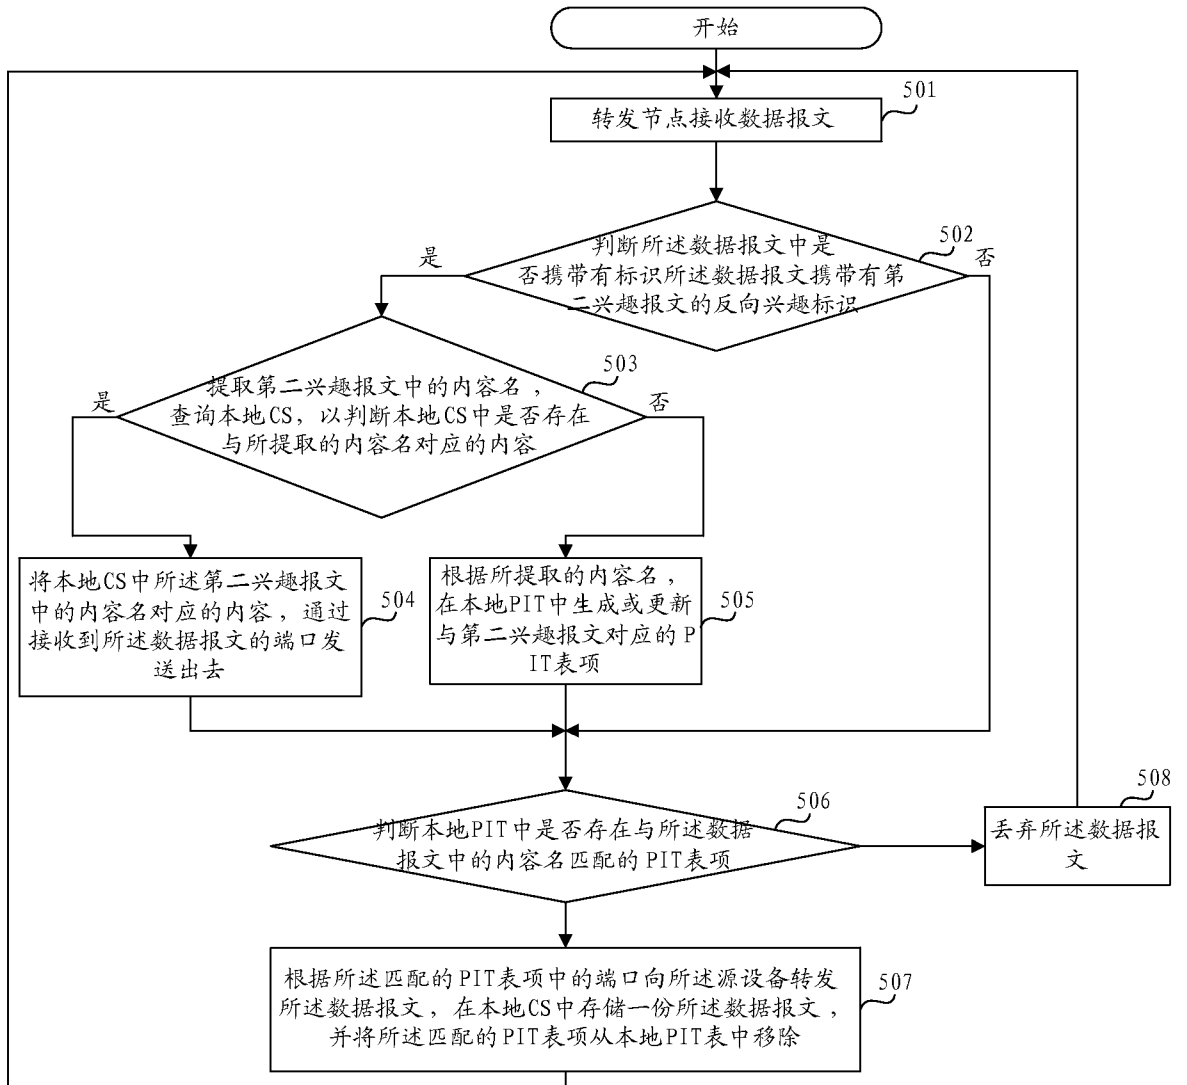 开始
501
转发节点接收数据报文
502
是
否
判断所述数据报文中是
否携带有标识所述数据报文携带有第
二兴趣报文的反向兴趣标识
503
是
否
提取第二兴趣报文中的内容名，
查询本地CS，以判断本地CS中是否存在
与所提取的内容名对应的内容
将本地CS中所述第二兴趣报文
中的内容名对应的内容，通过
接收到所述数据报文的端口发
送出去
504
根据所提取的内容名，
在本地PIT中生成或更新
与第二兴趣报文对应的P
IT表项
505
506
判断本地PIT中是否存在与所述数据
报文中的内容名匹配的PIT表项
508
丢弃所述数据报
文
根据所述匹配的PIT表项中的端口向所述源设备转发
所述数据报文，在本地CS中存储一份所述数据报文，
并将所述匹配的PIT表项从本地PIT表中移除
507